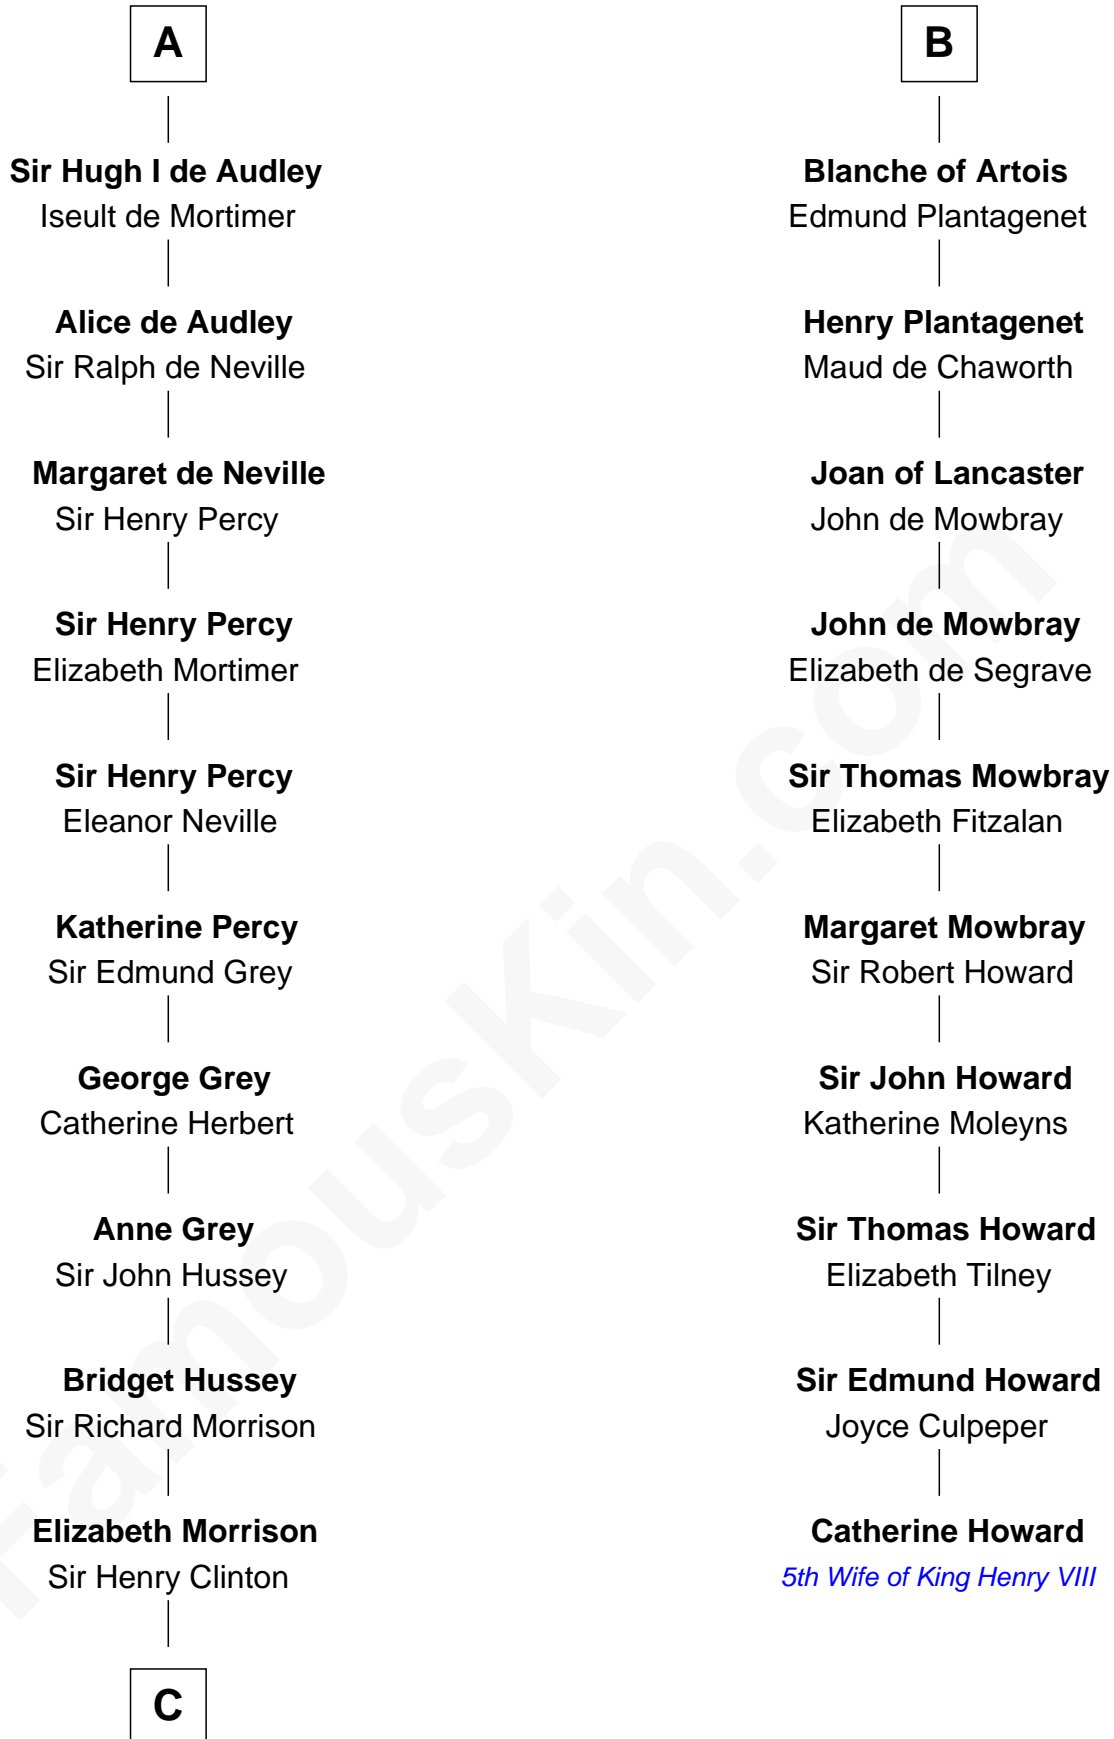 A
Sir Hugh I de Audley
Iseult de Mortimer
Alice de Audley
Sir Ralph de Neville
Margaret de Neville
Sir Henry Percy
Sir Henry Percy
Elizabeth Mortimer
Sir Henry Percy
Eleanor Neville
Katherine Percy
Sir Edmund Grey
George Grey
Catherine Herbert
Anne Grey
Sir John Hussey
Bridget Hussey
Sir Richard Morrison
Elizabeth Morrison
Sir Henry Clinton
C
B
Blanche of Artois
Edmund Plantagenet
Henry Plantagenet
Maud de Chaworth
Joan of Lancaster
John de Mowbray
John de Mowbray
Elizabeth de Segrave
Sir Thomas Mowbray
Elizabeth Fitzalan
Margaret Mowbray
Sir Robert Howard
Sir John Howard
Katherine Moleyns
Sir Thomas Howard
Elizabeth Tilney
Sir Edmund Howard
Joyce Culpeper
Catherine Howard
5th Wife of King Henry VIII
FamousKin.com